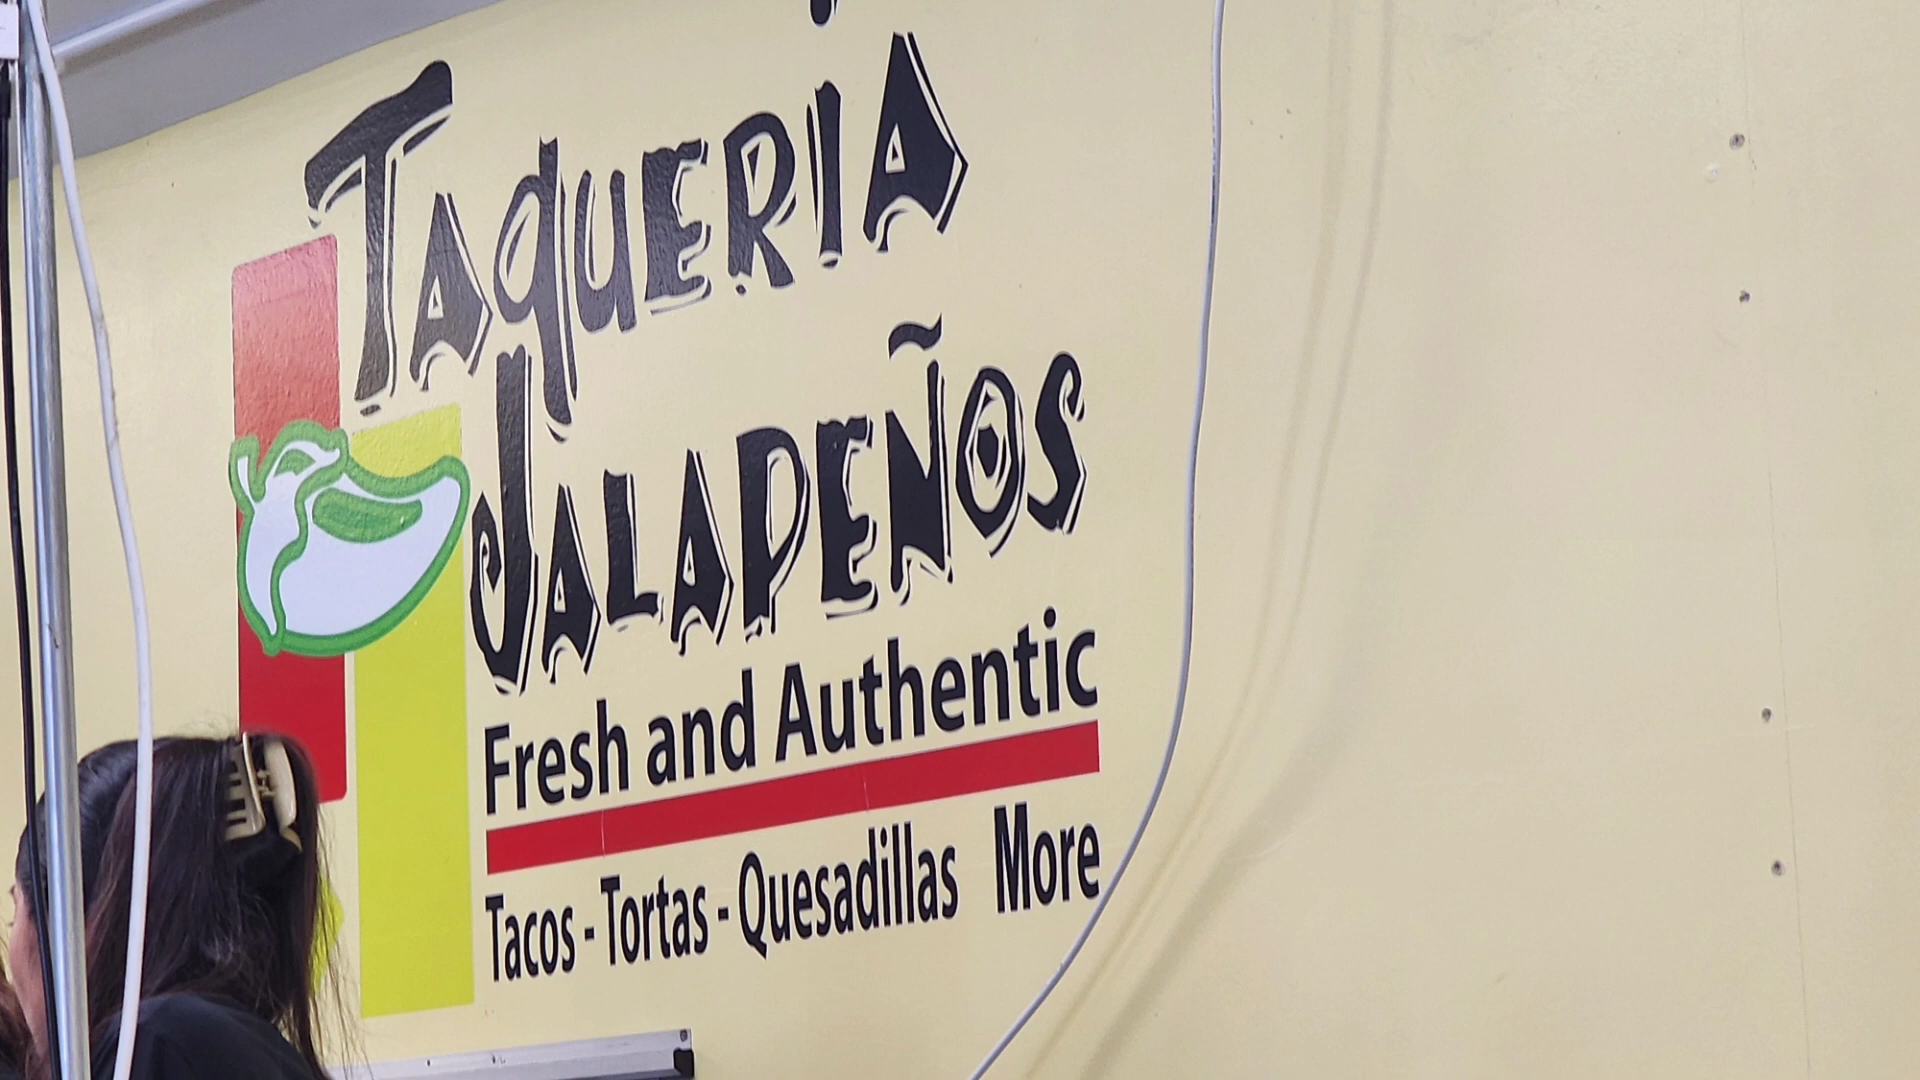 TAqUERiA
JALAPEÑOS
Fresh and Authentic
Tacos - Tortas - Quesadillas More